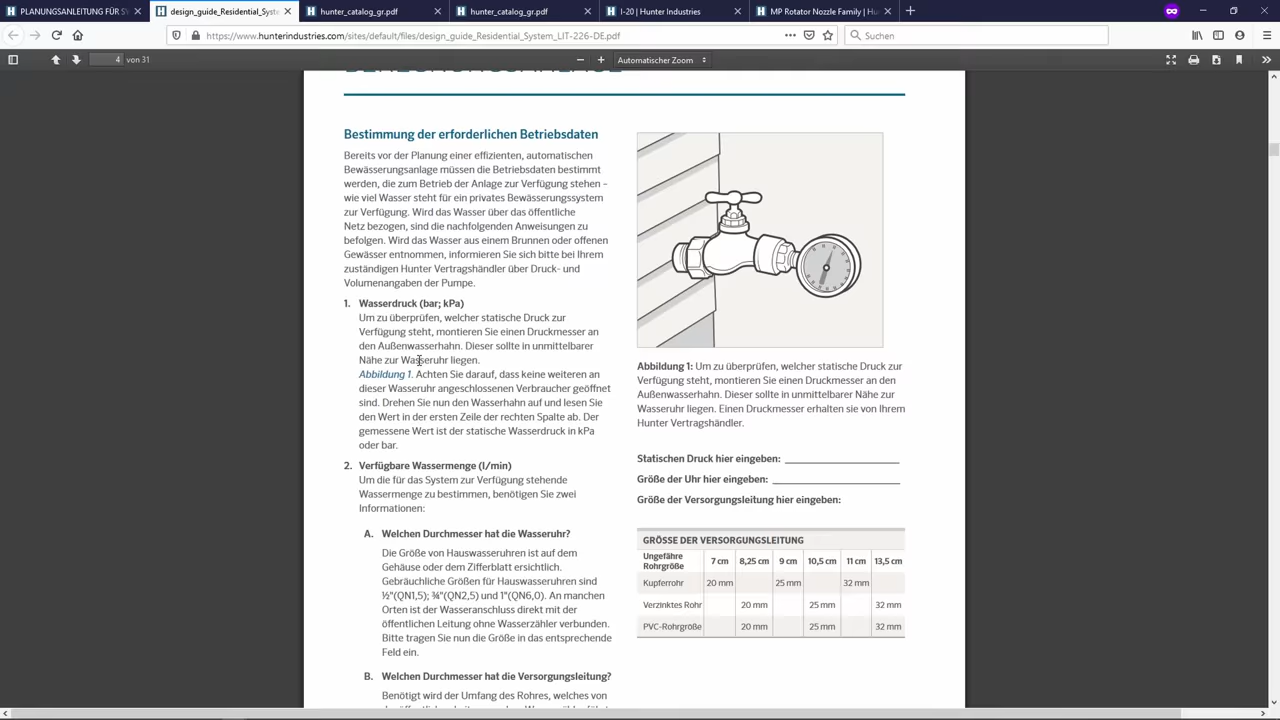 PLANUNGSANLEITUNG FÜR SW
design_guide_Residential_Syste
hunter_catalog_gr.pdf
hunter_catalog_gr.pdf
I-20 | Hunter Industries
MP Rotator Nozzle Family | Hu
https://www.hunterindustries.com/sites/default/files/design_guide_Residential_System_LIT-226-DE.pdf
Suchen
4 von 31
Automatischer Zoom
Bestimmung der erforderlichen Betriebsdaten
Bereits vor der Planung einer effizienten, automatischen
Bewässerungsanlage müssen die Betriebsdaten bestimmt
werden, die zum Betrieb der Anlage zur Verfügung stehen –
wie viel Wasser steht für ein privates Bewässerungssystem
zur Verfügung. Wird das Wasser über das öffentliche
Netz bezogen, sind die nachfolgenden Anweisungen zu
befolgen. Wird das Wasser aus einem Brunnen oder offenen
Gewässer entnommen, informieren Sie sich bitte bei Ihrem
zuständigen Hunter Vertragshändler über Druck- und
Volumenangaben der Pumpe.
1. Wasserdruck (bar; kPa)
Um zu überprüfen, welcher statische Druck zur
Verfügung steht, montieren Sie einen Druckmesser an
den Außenwasserhahn. Dieser sollte in unmittelbarer
Nähe zur Wasseruhr liegen.
Abbildung 1. Achten Sie darauf, dass keine weiteren an
dieser Wasseruhr angeschlossenen Verbraucher geöffnet
sind. Drehen Sie nun den Wasserhahn auf und lesen Sie
den Wert in der ersten Zeile der rechten Spalte ab. Der
gemessene Wert ist der statische Wasserdruck in kPa
oder bar.
2. Verfügbare Wassermenge (l/min)
Um die für das System zur Verfügung stehende
Wassermenge zu bestimmen, benötigen Sie zwei
Informationen:
A. Welchen Durchmesser hat die Wasseruhr?
Die Größe von Hauswasseruhren ist auf dem
Gehäuse oder dem Zifferblatt ersichtlich.
Gebräuchliche Größen für Hauswasseruhren sind
½"(QN1,5); ¾"(QN2,5) und 1"(QN6,0). An manchen
Orten ist der Wasseranschluss direkt mit der
öffentlichen Leitung ohne Wasserzähler verbunden.
Bitte tragen Sie nun die Größe in das entsprechende
Feld ein.
B. Welchen Durchmesser hat die Versorgungsleitung?
Benötigt wird der Umfang des Rohres, welches von
Abbildung 1: Um zu überprüfen, welcher statische Druck zur
Verfügung steht, montieren Sie einen Druckmesser an den
Außenwasserhahn. Dieser sollte in unmittelbarer Nähe zur
Wasseruhr liegen. Einen Druckmesser erhalten sie von Ihrem
Hunter Vertragshändler.
Statischen Druck hier eingeben:
Größe der Uhr hier eingeben:
Größe der Versorgungsleitung hier eingeben:
GRÖSSE DER VERSORGUNGSLEITUNG
Ungefähre Rohrgröße 7 cm 8,25 cm 9 cm 10,5 cm 11 cm 13,5 cm
Kupferrohr 20 mm 25 mm 32 mm
Verzinktes Rohr 20 mm 25 mm 32 mm
PVC-Rohrgröße 20 mm 25 mm 32 mm